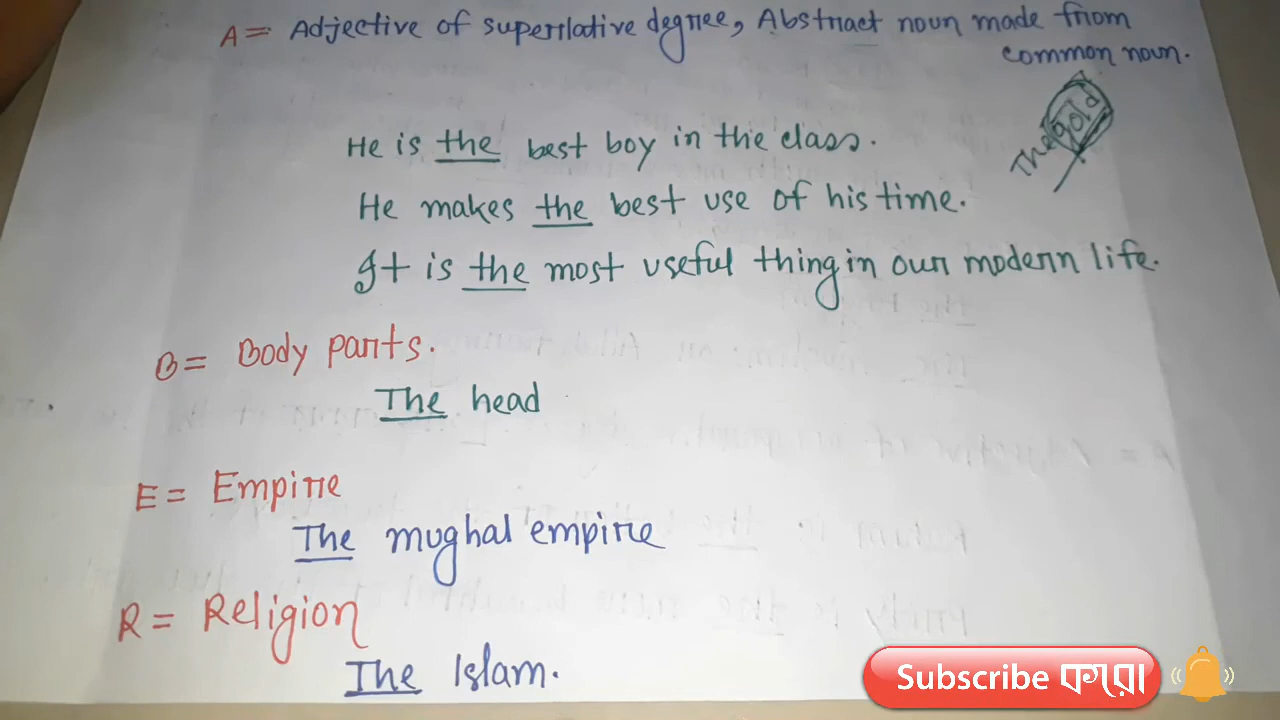 A = Adjective of superlative degree, Abstract noun made from
common noun.
The gold
He is the best boy in the class.
He makes the best use of his time.
It is the most useful thing in our modern life.
B = Body parts.
The head
E = Empire
The mughal empire
R = Religion
The Islam.
Subscribe করো